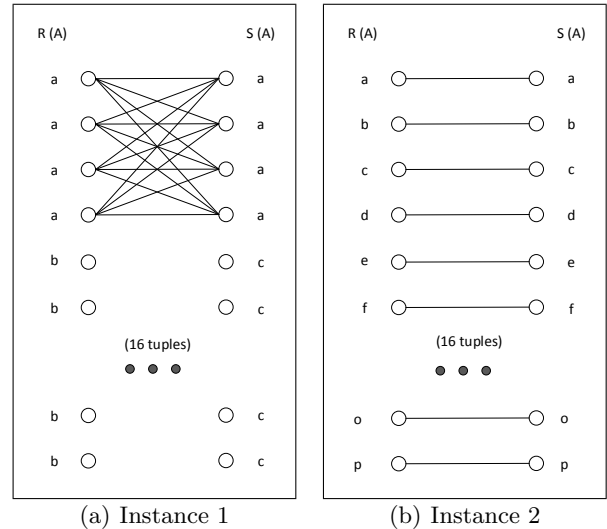 R (A) S (A) R (A) S (A)
a a a a
a a b b
a a c c
a a d d
b c e e
b c f f
(16 tuples) (16 tuples)
b c o o
b c p p
(a) Instance 1 (b) Instance 2